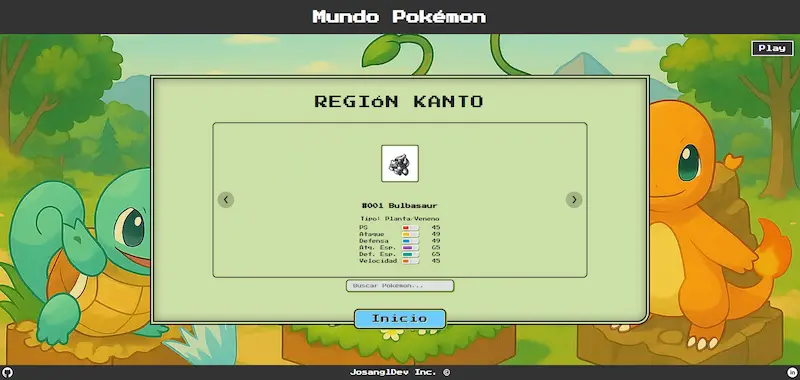 Mundo Pokémon
Play
REGIóN KANTO
#001 Bulbasaur
Tipo: Planta/Veneno
PS 45
Ataque 49
Defensa 49
Atq. Esp. 65
Def. Esp. 65
Velocidad 45
Buscar Pokémon...
Inicio
Josang1Dev Inc. ©
in